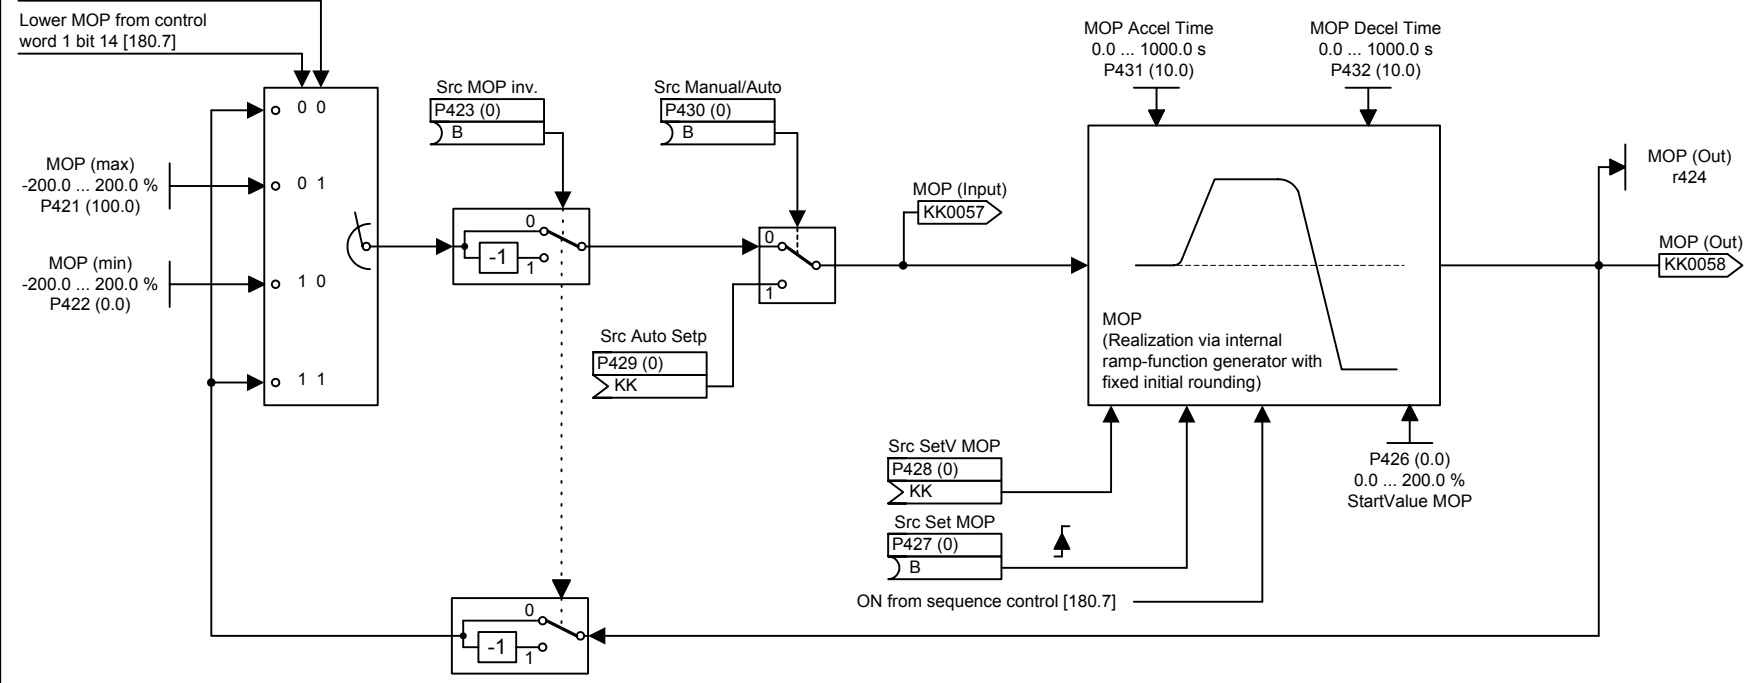 Lower MOP from control
word 1 bit 14 [180.7]
MOP Accel Time
0.0 ... 1000.0 s
P431 (10.0)
MOP Decel Time
0.0 ... 1000.0 s
P432 (10.0)
Src MOP inv.
P423 (0)
B
Src Manual/Auto
P430 (0)
B
0 0
MOP (max)
-200.0 ... 200.0 %
P421 (100.0)
0 1
MOP (Out)
r424
MOP (Input)
KK0057
0
-1
1
0
1
MOP (Out)
KK0058
MOP (min)
-200.0 ... 200.0 %
P422 (0.0)
1 0
MOP
(Realization via internal
ramp-function generator with
fixed initial rounding)
Src Auto Setp
P429 (0)
KK
1 1
Src SetV MOP
P428 (0)
KK
P426 (0.0)
0.0 ... 200.0 %
StartValue MOP
Src Set MOP
P427 (0)
B
ON from sequence control [180.7]
0
-1
1